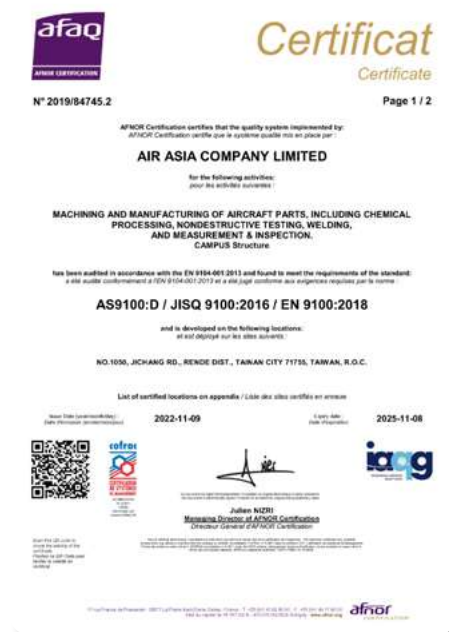 afaq
AFNOR CERTIFICATION
Certificat
Certificate
N° 2019/84745.2
Page 1 / 2
AFNOR Certification certifies that the quality system implemented by:
AFNOR Certification certifie que le système qualité mis en place par :
AIR ASIA COMPANY LIMITED
for the following activities:
pour les activités suivantes :
MACHINING AND MANUFACTURING OF AIRCRAFT PARTS, INCLUDING CHEMICAL
PROCESSING, NONDESTRUCTIVE TESTING, WELDING,
AND MEASUREMENT & INSPECTION.
CAMPUS Structure
has been audited in accordance with the EN 9104-001:2013 and found to meet the requirements of the standard:
a été audité conformément à l'EN 9104-001:2013 et a été jugé conforme aux exigences requises par la norme :
AS9100:D / JISQ 9100:2016 / EN 9100:2018
and is developed on the following locations:
et est déployé sur les sites suivants :
NO.1050, JICHANG RD., RENDE DIST., TAINAN CITY 71755, TAIWAN, R.O.C.
List of certified locations on appendix / Liste des sites certifiés en annexe
2022-11-09
2025-11-08
cofrac
iaqg
Julien NIZRI
Managing Director of AFNOR Certification
Directeur Général d'AFNOR Certification
afnor